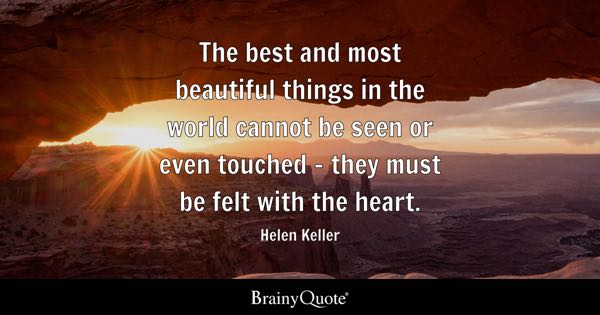 The best and most
beautiful things in the
world cannot be seen or
even touched - they must
be felt with the heart.
Helen Keller
BrainyQuote®